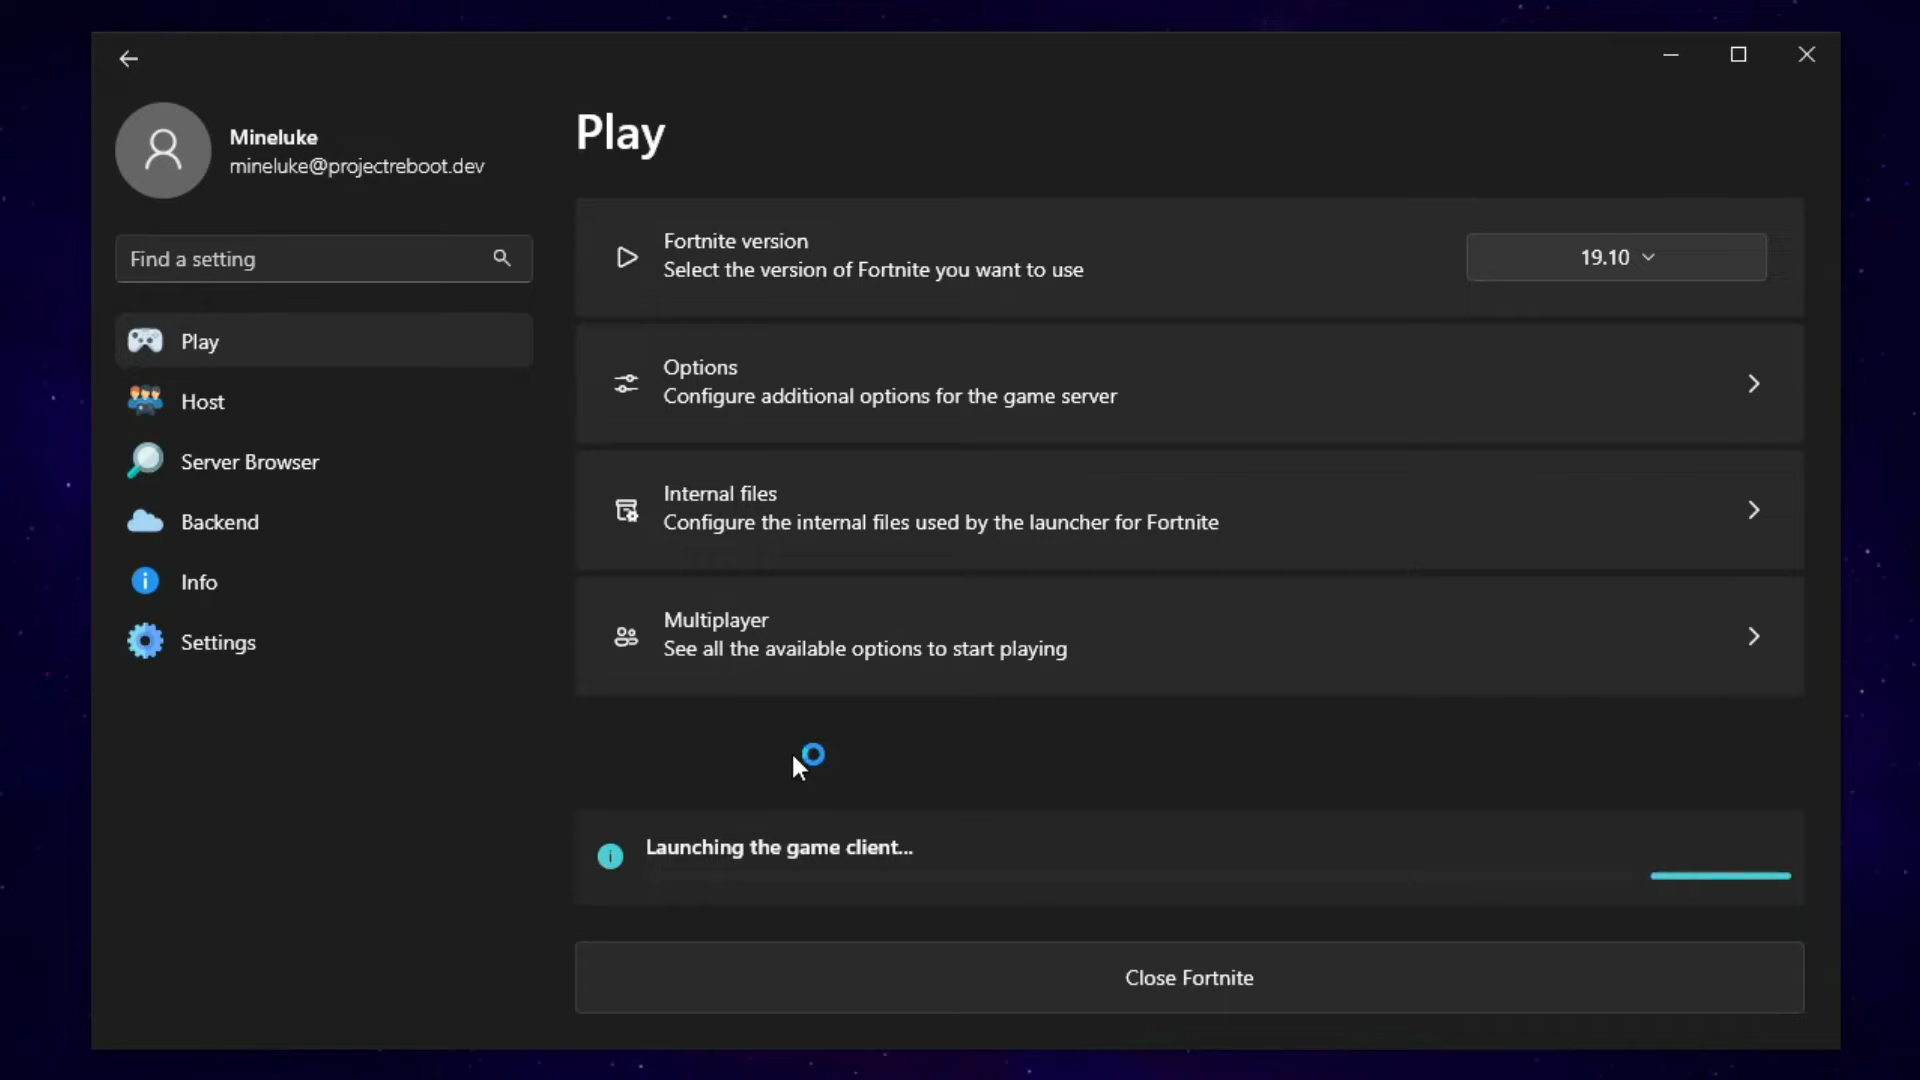 Mineluke
mineluke@projectreboot.dev
Find a setting
Play
Host
Server Browser
Backend
Info
Settings
Play
Fortnite version
Select the version of Fortnite you want to use
19.10
Options
Configure additional options for the game server
Internal files
Configure the internal files used by the launcher for Fortnite
Multiplayer
See all the available options to start playing
Launching the game client...
Close Fortnite